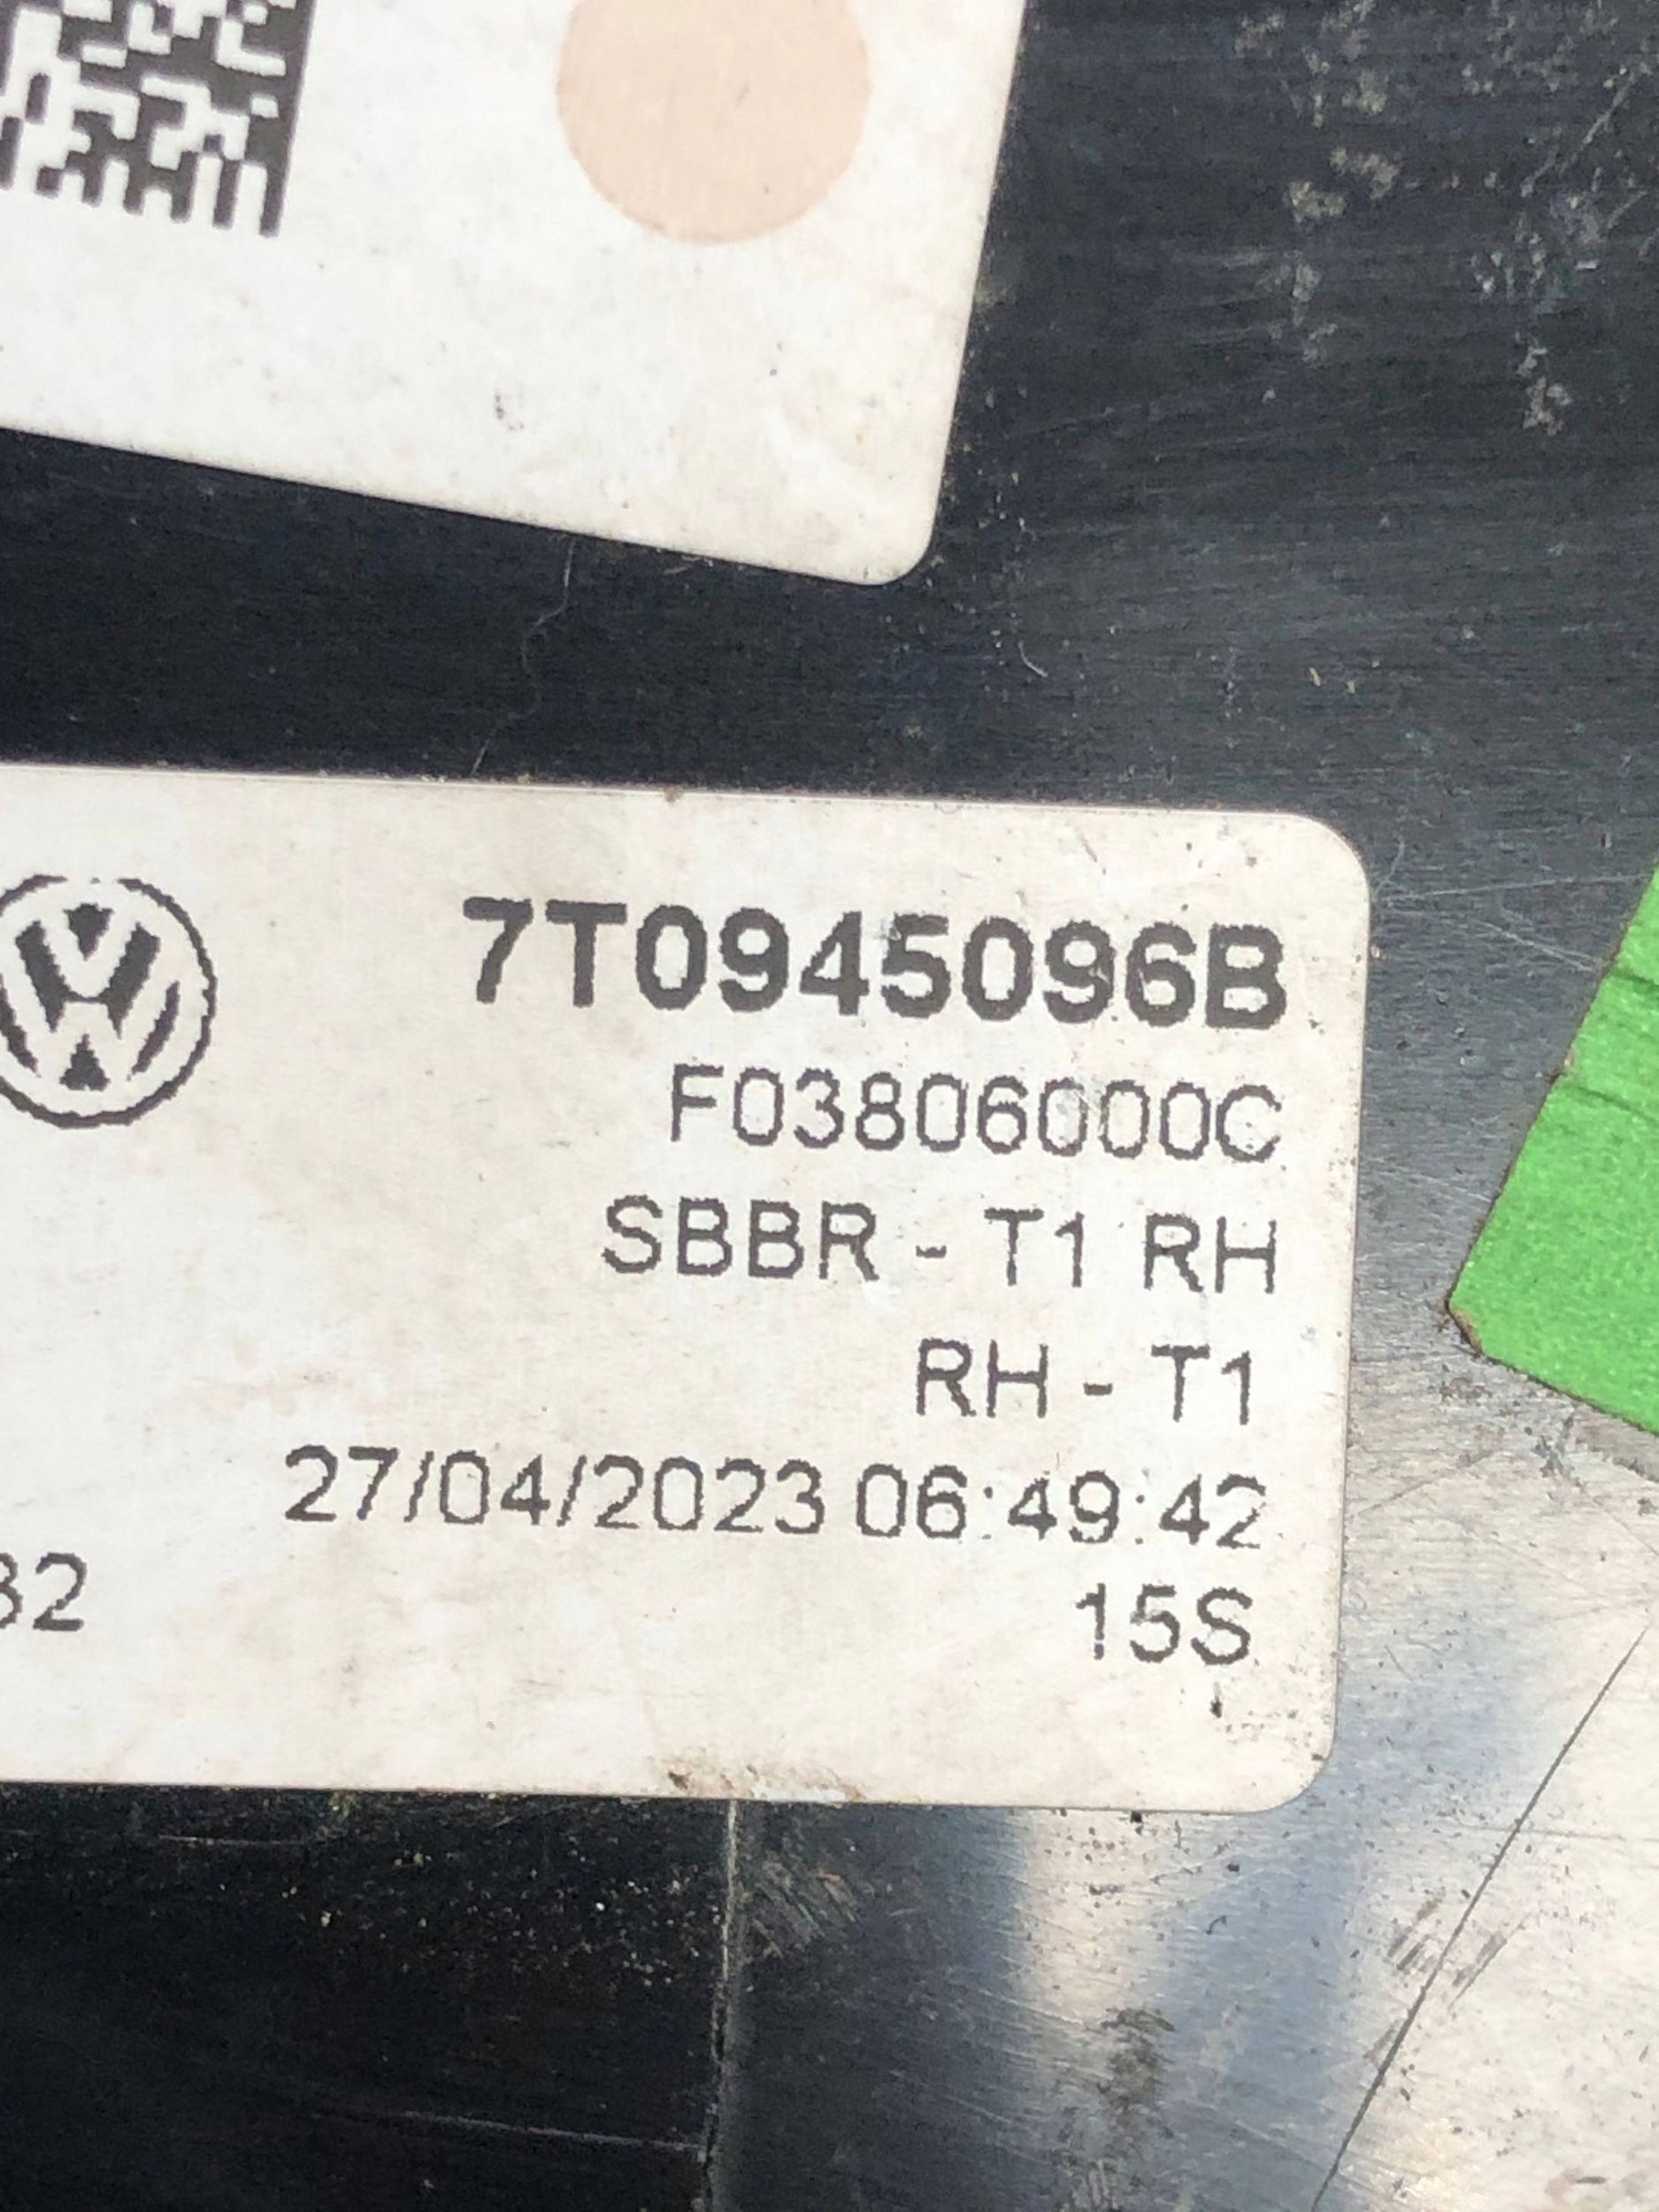 7T0945096B
F03806000C
SBBR - T1 RH
RH - T1
27/04/2023 06:49:42
15S